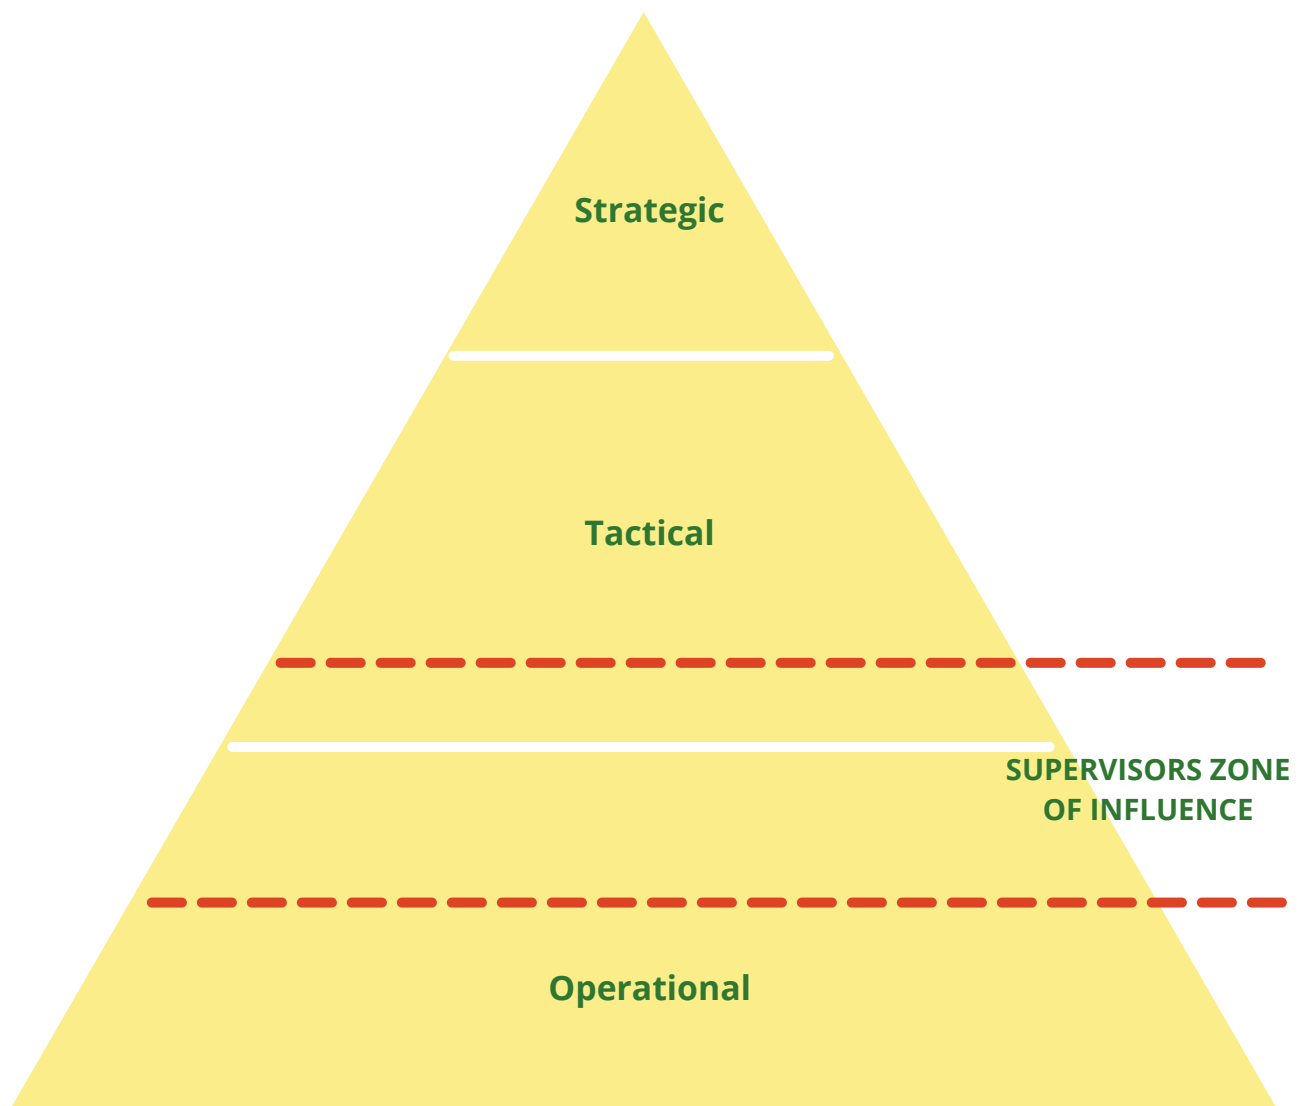 Strategic
Tactical
SUPERVISORS ZONE
OF INFLUENCE
Operational